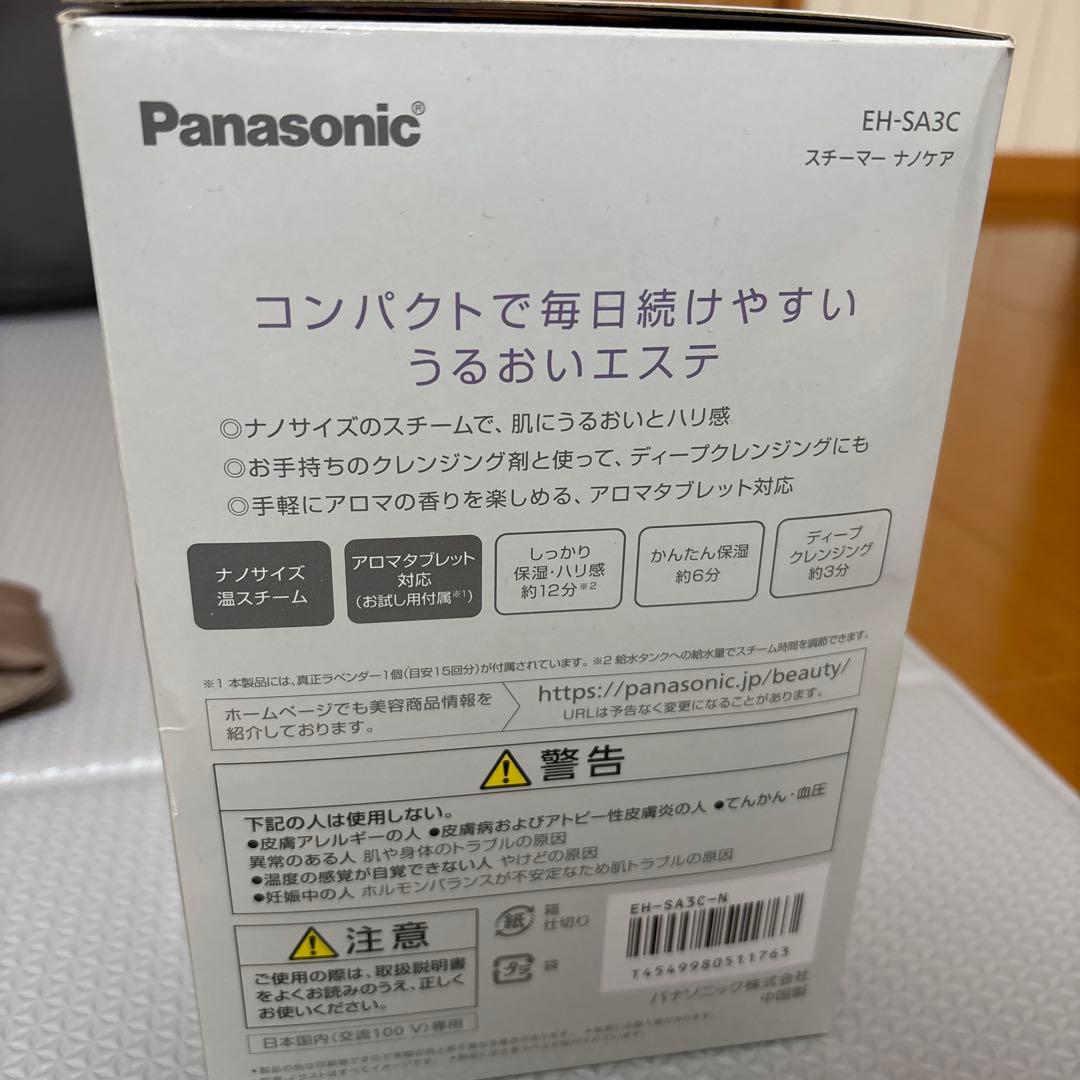 Panasonic®
EH-SA3C
スチーマー ナノケア
コンパクトで毎日続けやすい
うるおいエステ
◎ナノサイズのスチームで、肌にうるおいとハリ感
◎お手持ちのクレンジング剤と使って、ディープクレンジングにも
◎手軽にアロマの香りを楽しめる、アロマタブレット対応
ナノサイズ
温スチーム
アロマタブレット
対応
(お試し用付属※1)
しっかり
保湿・ハリ感
約12分※2
かんたん保湿
約6分
ディープ
クレンジング
約3分
※1 本製品には、真正ラベンダー1個(目安15回分)が付属されています。※2 給水タンクへの給水量でスチーム時間を調節できます。
ホームページでも美容商品情報を
紹介しております。
https://panasonic.jp/beauty/
URLは予告なく変更になることがあります。
警告
下記の人は使用しない。
●皮膚アレルギーの人 ●皮膚病およびアトピー性皮膚炎の人 ●てんかん・血圧
異常のある人 肌や身体のトラブルの原因
●温度の感覚が自覚できない人 やけどの原因
●妊娠中の人 ホルモンバランスが不安定なため肌トラブルの原因
注意
ご使用の際は、取扱説明書
をよくお読みのうえ、正しく
お使いください。
日本国内(交流100 V)専用
紙
箱
仕切り
プラ
袋
EH-SA3C-N
T4549980511763
パナソニック株式会社
中国製